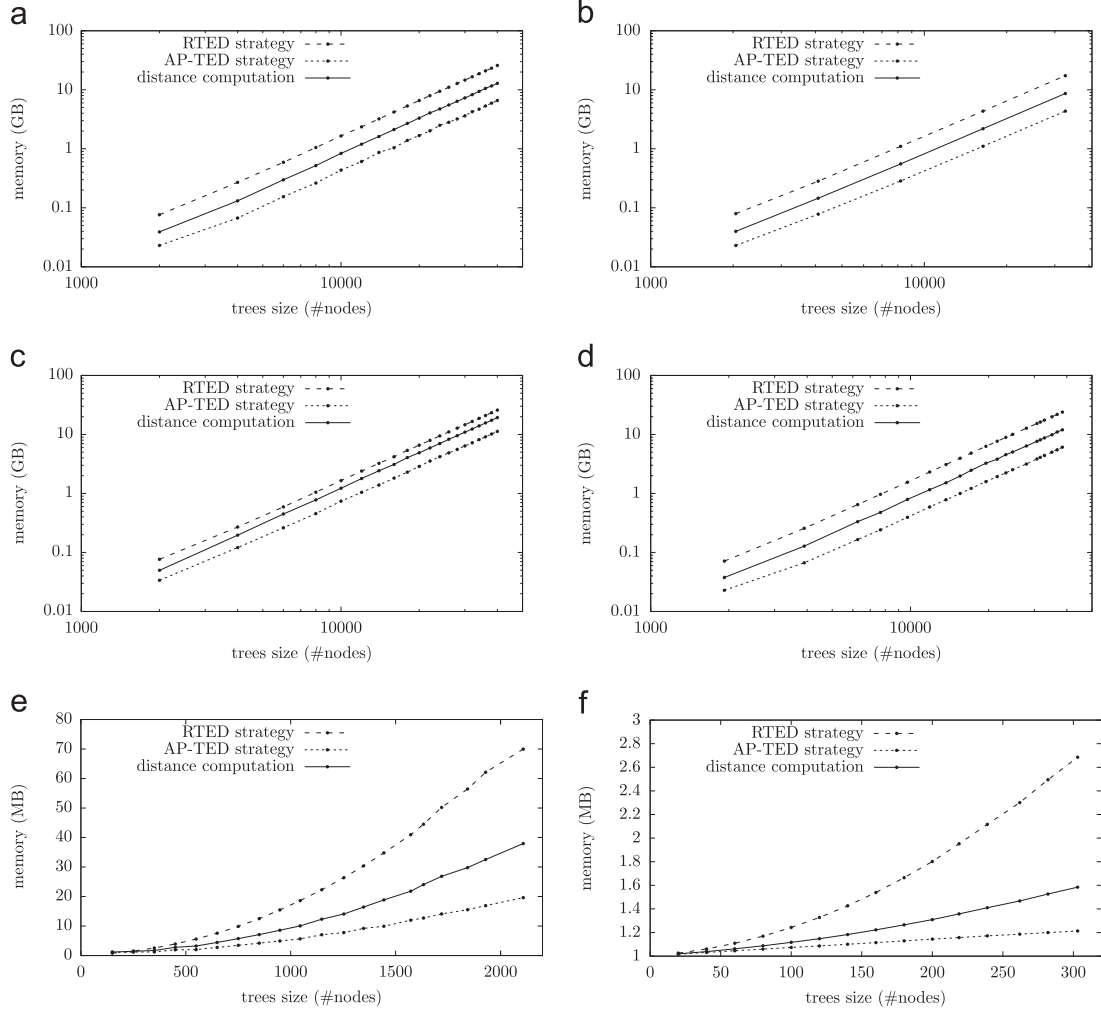 a
100
10
1
0.1
0.01
memory (GB)
RTED strategy
AP-TED strategy
distance computation
1000
10000
trees size (#nodes)
b
100
10
1
0.1
0.01
memory (GB)
RTED strategy
AP-TED strategy
distance computation
1000
10000
trees size (#nodes)
c
100
10
1
0.1
0.01
memory (GB)
RTED strategy
AP-TED strategy
distance computation
1000
10000
trees size (#nodes)
d
100
10
1
0.1
0.01
memory (GB)
RTED strategy
AP-TED strategy
distance computation
1000
10000
trees size (#nodes)
e
80
70
60
50
40
30
20
10
0
memory (MB)
RTED strategy
AP-TED strategy
distance computation
0 500 1000 1500 2000
trees size (#nodes)
f
3
2.8
2.6
2.4
2.2
2
1.8
1.6
1.4
1.2
1
memory (MB)
RTED strategy
AP-TED strategy
distance computation
0 50 100 150 200 250 300
trees size (#nodes)